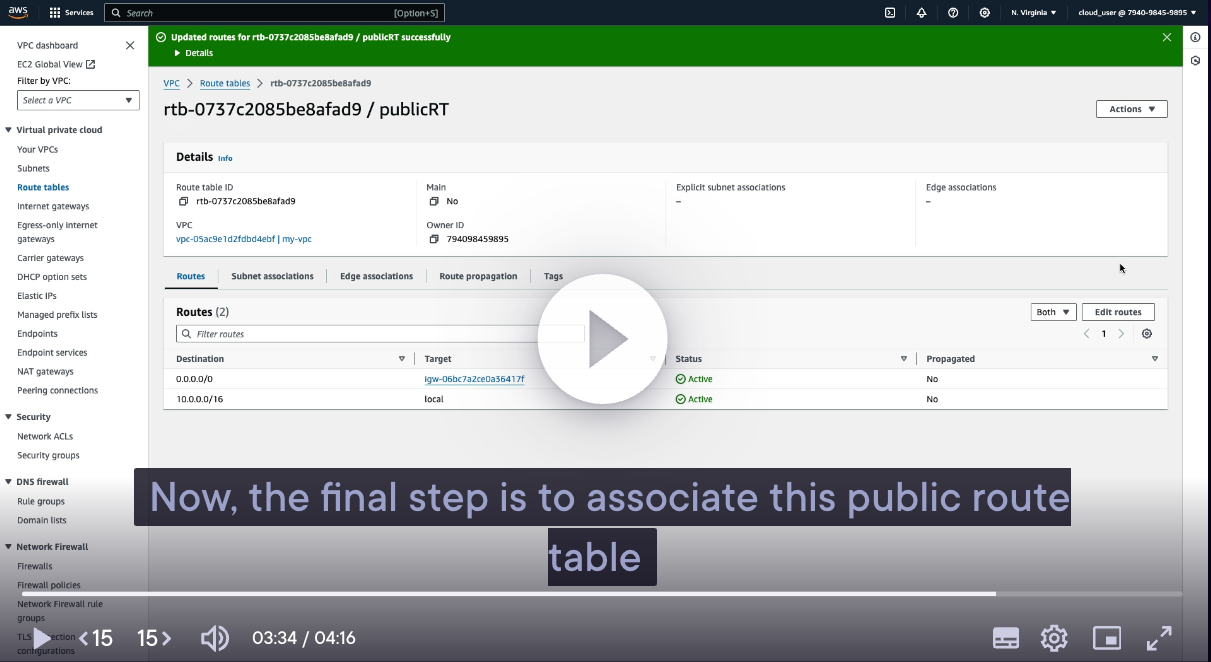 aws
Services
Search
[Option+S]
N. Virginia
cloud_user @ 7940-9845-9895
VPC dashboard
EC2 Global View
Filter by VPC:
Select a VPC
Virtual private cloud
Your VPCs
Subnets
Route tables
Internet gateways
Egress-only internet
gateways
Carrier gateways
DHCP option sets
Elastic IPs
Managed prefix lists
Endpoints
Endpoint services
NAT gateways
Peering connections
Security
Network ACLs
Security groups
DNS firewall
Rule groups
Domain lists
Network Firewall
Firewalls
Firewall policies
Network Firewall rule
groups
configurations
Updated routes for rtb-0737c2085be8afad9 / publicRT successfully
Details
VPC > Route tables > rtb-0737c2085be8afad9
rtb-0737c2085be8afad9 / publicRT
Actions
Details Info
Route table ID
rtb-0737c2085be8afad9
Main
No
Explicit subnet associations
–
Edge associations
–
VPC
vpc-05ac9e1d2fdbd4ebf | my-vpc
Owner ID
794098459895
Routes
Subnet associations
Edge associations
Route propagation
Tags
Routes (2)
Both
Edit routes
Filter routes
1
Destination Target Status Propagated
0.0.0.0/0 igw-06bc7a2ce0a36417f Active No
10.0.0.0/16 local Active No
Now, the final step is to associate this public route
table
15 15 03:34 / 04:16